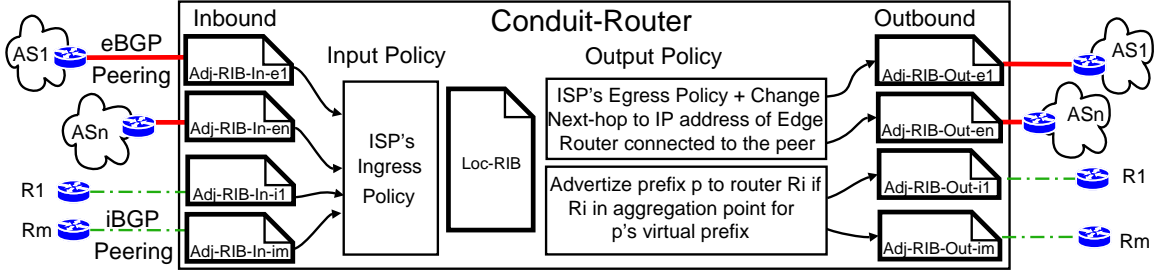 Conduit-Router
Inbound
Outbound
AS1
eBGP
Peering
ASn
R1
Rm
iBGP
Peering
Adj-RIB-In-e1
Adj-RIB-In-en
Adj-RIB-In-i1
Adj-RIB-In-im
Input Policy
ISP's
Ingress
Policy
Loc-RIB
Output Policy
ISP's Egress Policy + Change
Next-hop to IP address of Edge
Router connected to the peer
Advertize prefix p to router Ri if
Ri in aggregation point for
p's virtual prefix
Adj-RIB-Out-e1
Adj-RIB-Out-en
Adj-RIB-Out-i1
Adj-RIB-Out-im
AS1
ASn
R1
Rm